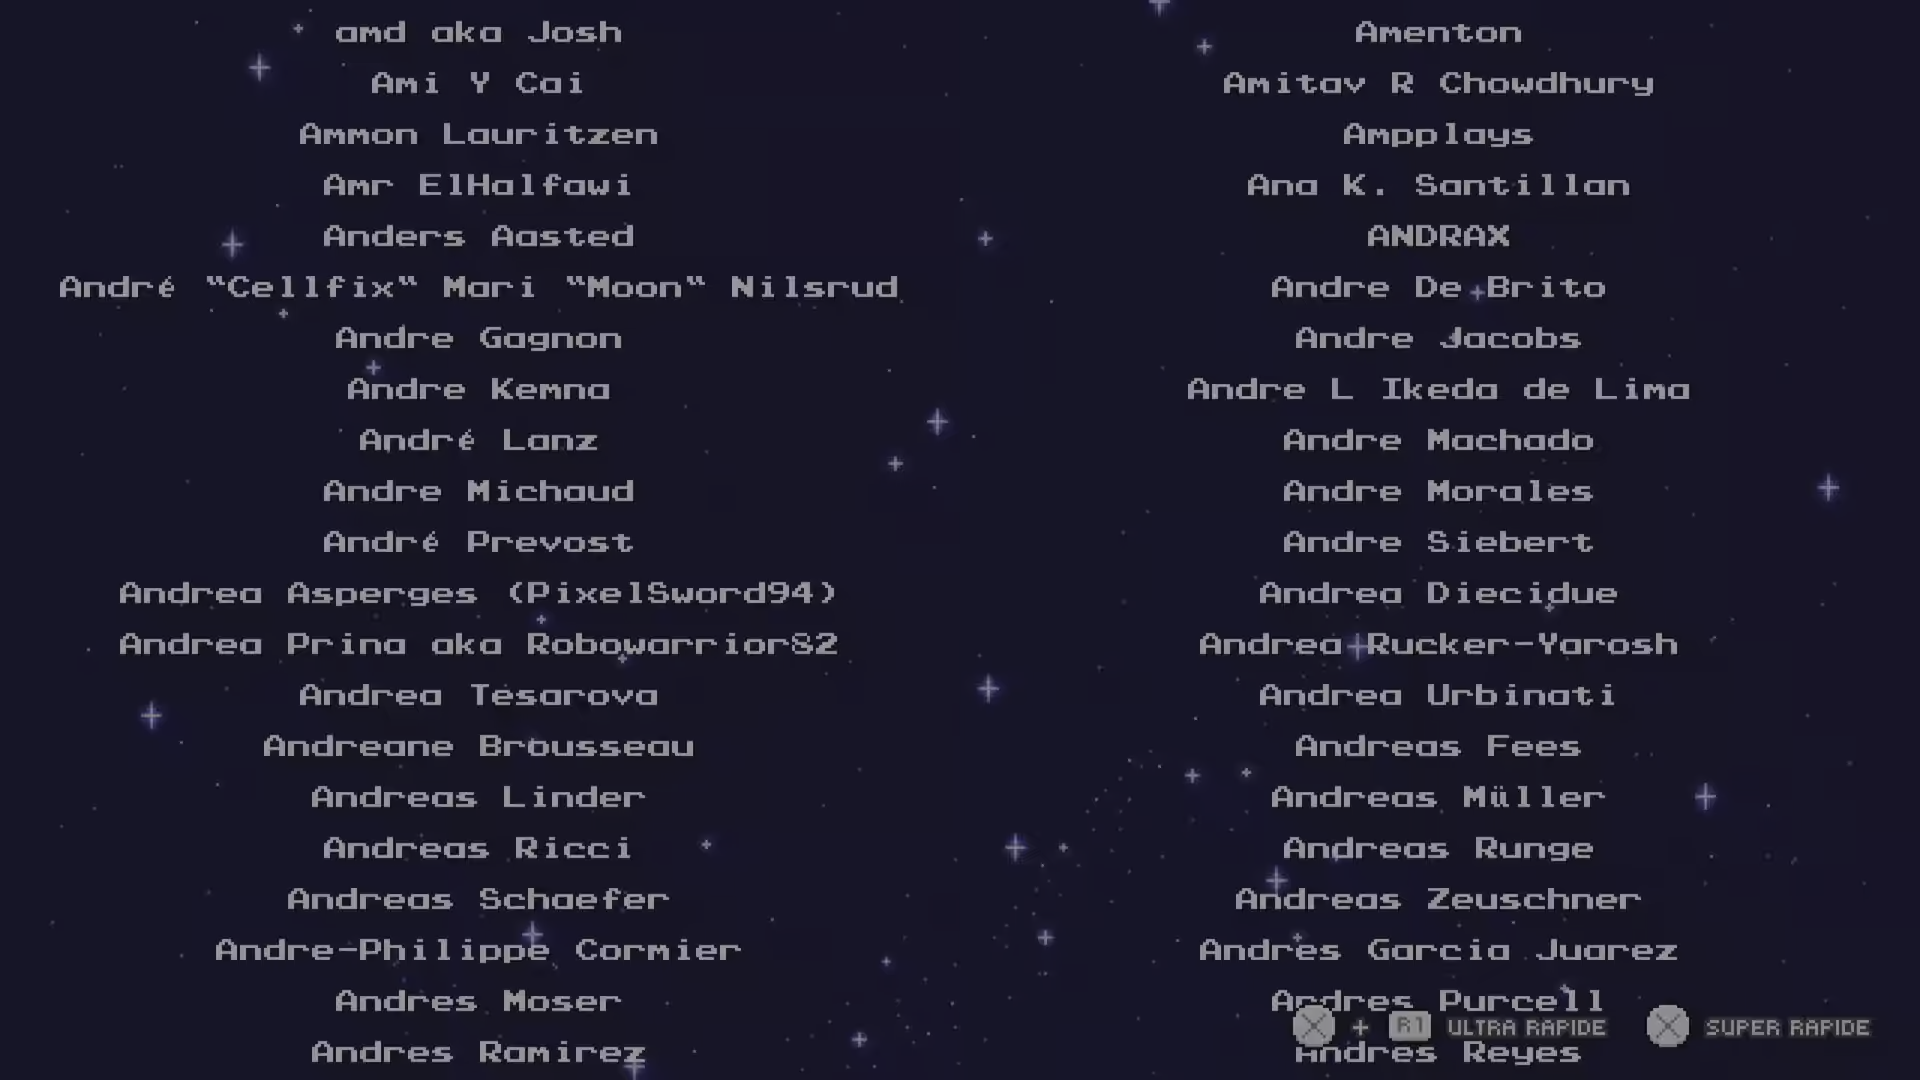 amd aka Josh
Amenton
Ami Y Cai
Amitav R Chowdhury
Ammon Lauritzen
Ampplays
Amr ElHalfawi
Ana K. Santillan
Anders Aasted
ANDRAX
André "Cellfix" Mari "Moon" Nilsrud
Andre De Brito
Andre Gagnon
Andre Jacobs
Andre Kemna
Andre L Ikeda de Lima
André Lanz
Andre Machado
Andre Michaud
Andre Morales
André Prevost
Andre Siebert
Andrea Asperges (PixelSword94)
Andrea Diecidue
Andrea Prina aka Robowarrior82
Andrea Rucker-Yarosh
Andrea Tesarova
Andrea Urbinati
Andreane Brousseau
Andreas Fees
Andreas Linder
Andreas Müller
Andreas Ricci
Andreas Runge
Andreas Schaefer
Andreas Zeuschner
Andre-Philippe Cormier
Andres Garcia Juarez
Andres Moser
Andres Purcell
+ R1 ULTRA RAPIDE
SUPER RAPIDE
Andres Ramirez
Andres Reyes